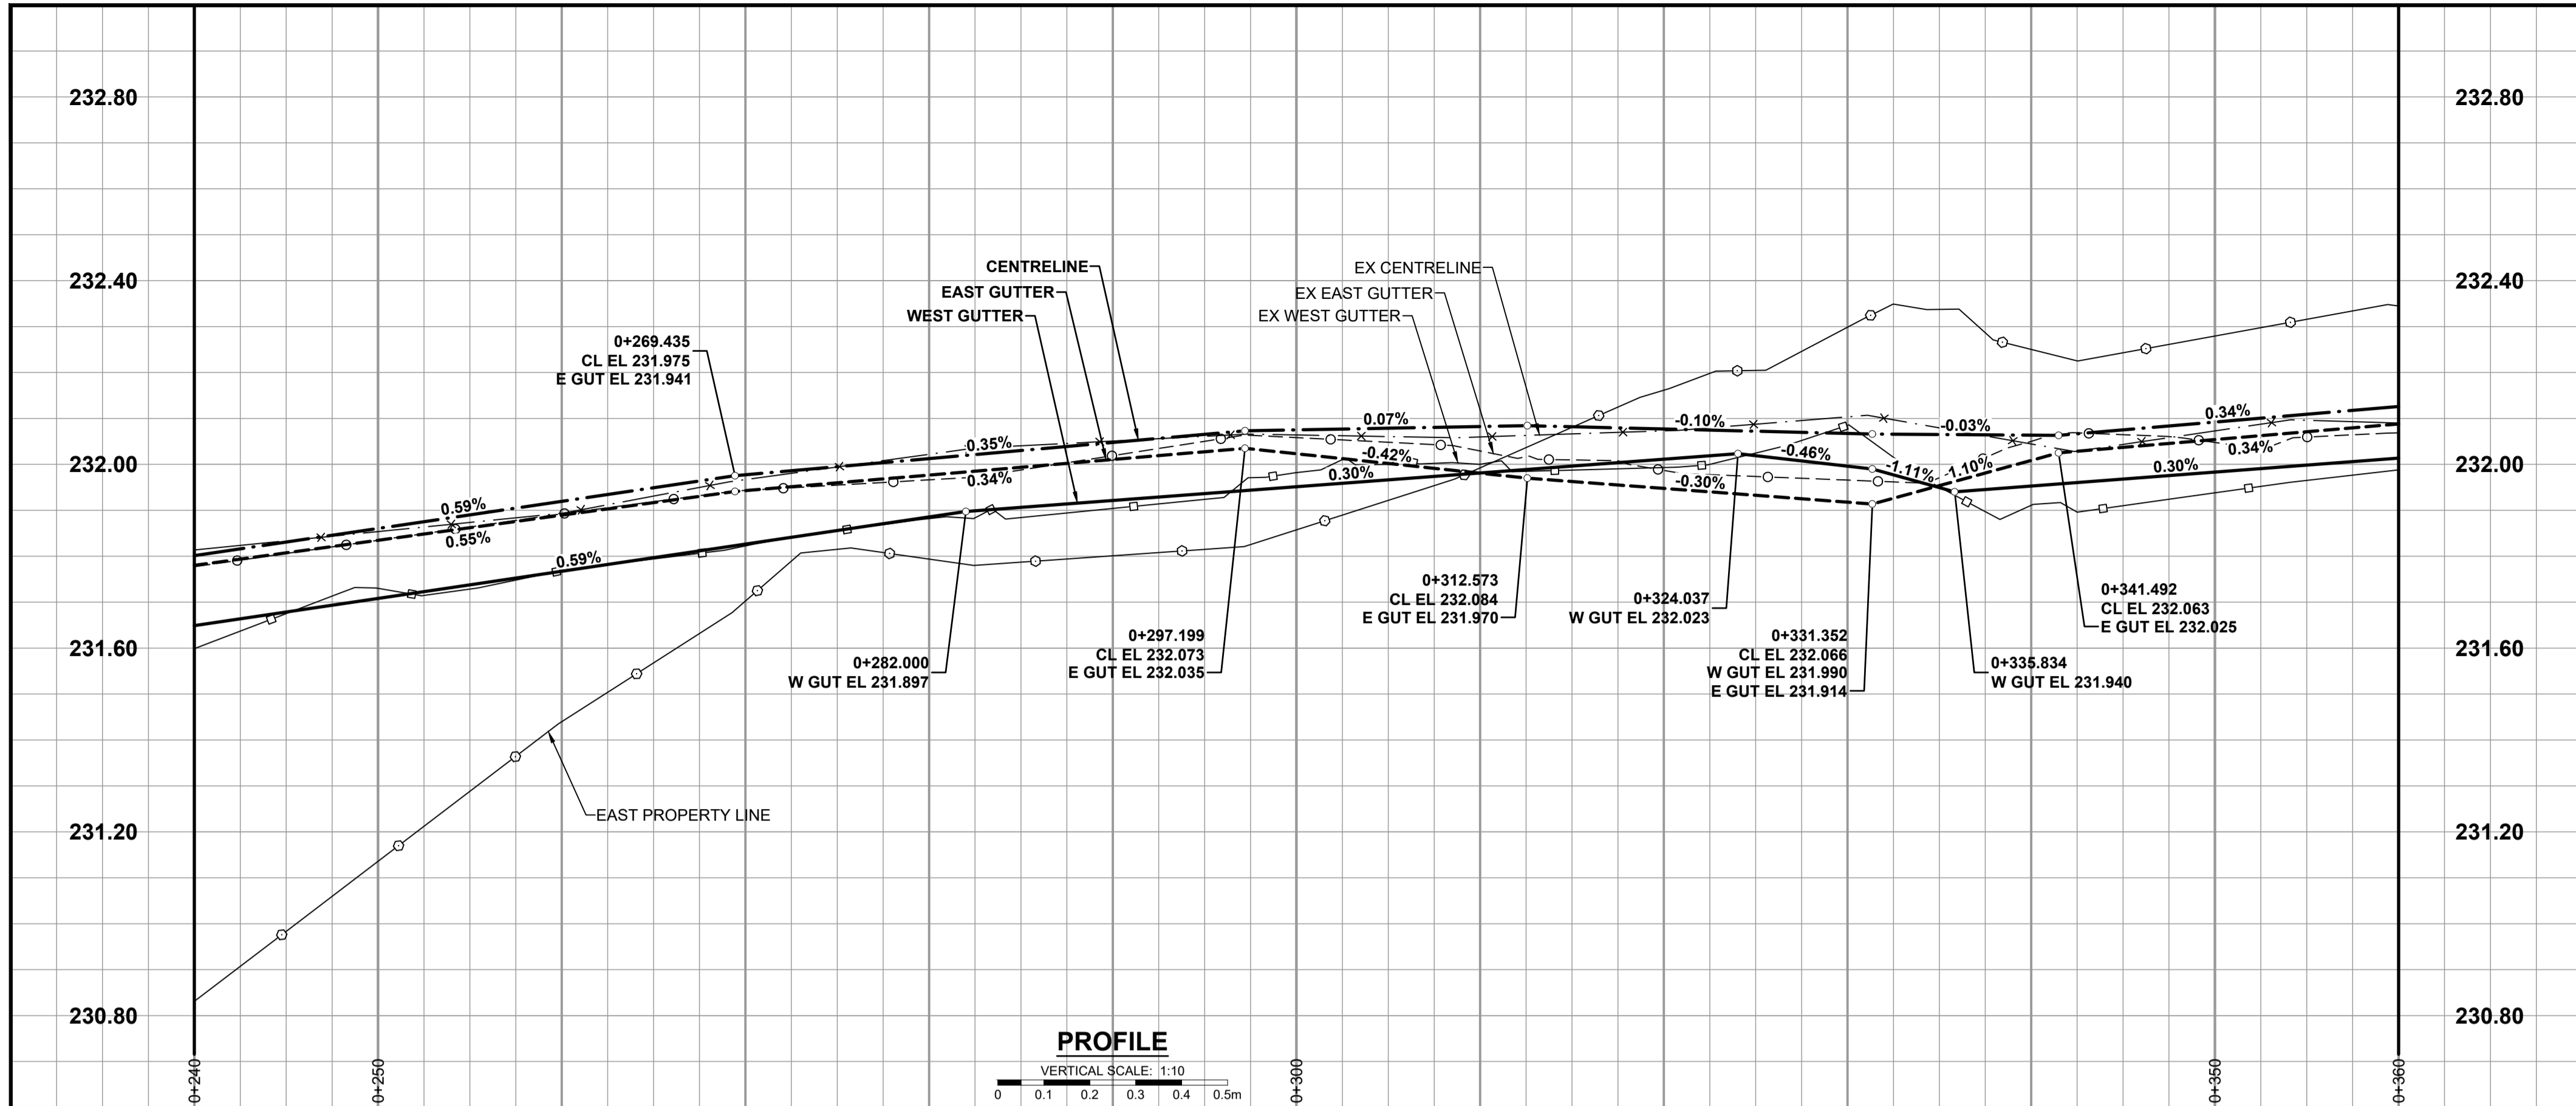 232.80
232.80
CENTRELINE
EX CENTRELINE
232.40
232.40
EAST GUTTER
EX EAST GUTTER
WEST GUTTER
EX WEST GUTTER
0+269.435
CL EL 231.975
E GUT EL 231.941
0.59%
0.55%
0.59%
0.35%
0.34%
0.07%
-0.42%
0.30%
-0.10%
-0.30%
-0.46%
-1.11%
-1.10%
-0.03%
0.34%
0.34%
0.30%
232.00
232.00
0+282.000
W GUT EL 231.897
0+297.199
CL EL 232.073
E GUT EL 232.035
0+312.573
CL EL 232.084
E GUT EL 231.970
0+324.037
W GUT EL 232.023
0+331.352
CL EL 232.066
W GUT EL 231.990
E GUT EL 231.914
0+335.834
W GUT EL 231.940
0+341.492
CL EL 232.063
E GUT EL 232.025
231.60
231.60
EAST PROPERTY LINE
231.20
231.20
230.80
230.80
PROFILE
VERTICAL SCALE: 1:10
0 0.1 0.2 0.3 0.4 0.5m
0+240
0+250
0+300
0+350
0+360